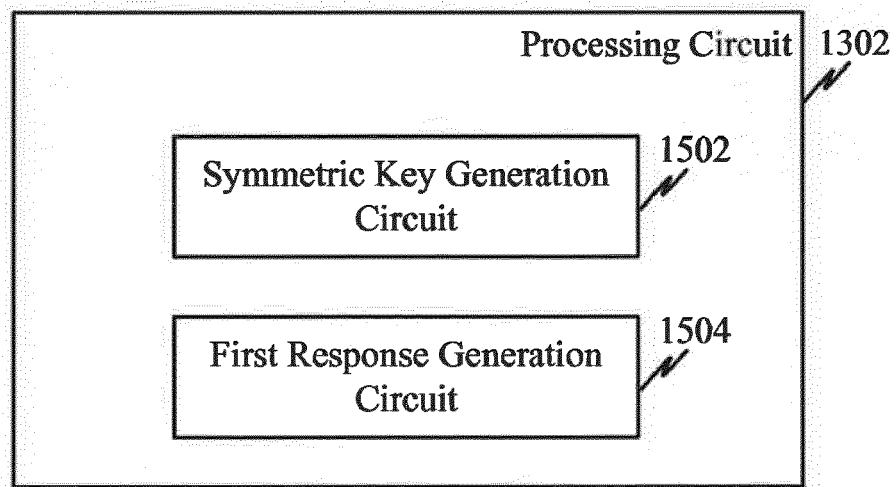 Processing Circuit 1302
1502
Symmetric Key Generation
Circuit
1504
First Response Generation
Circuit